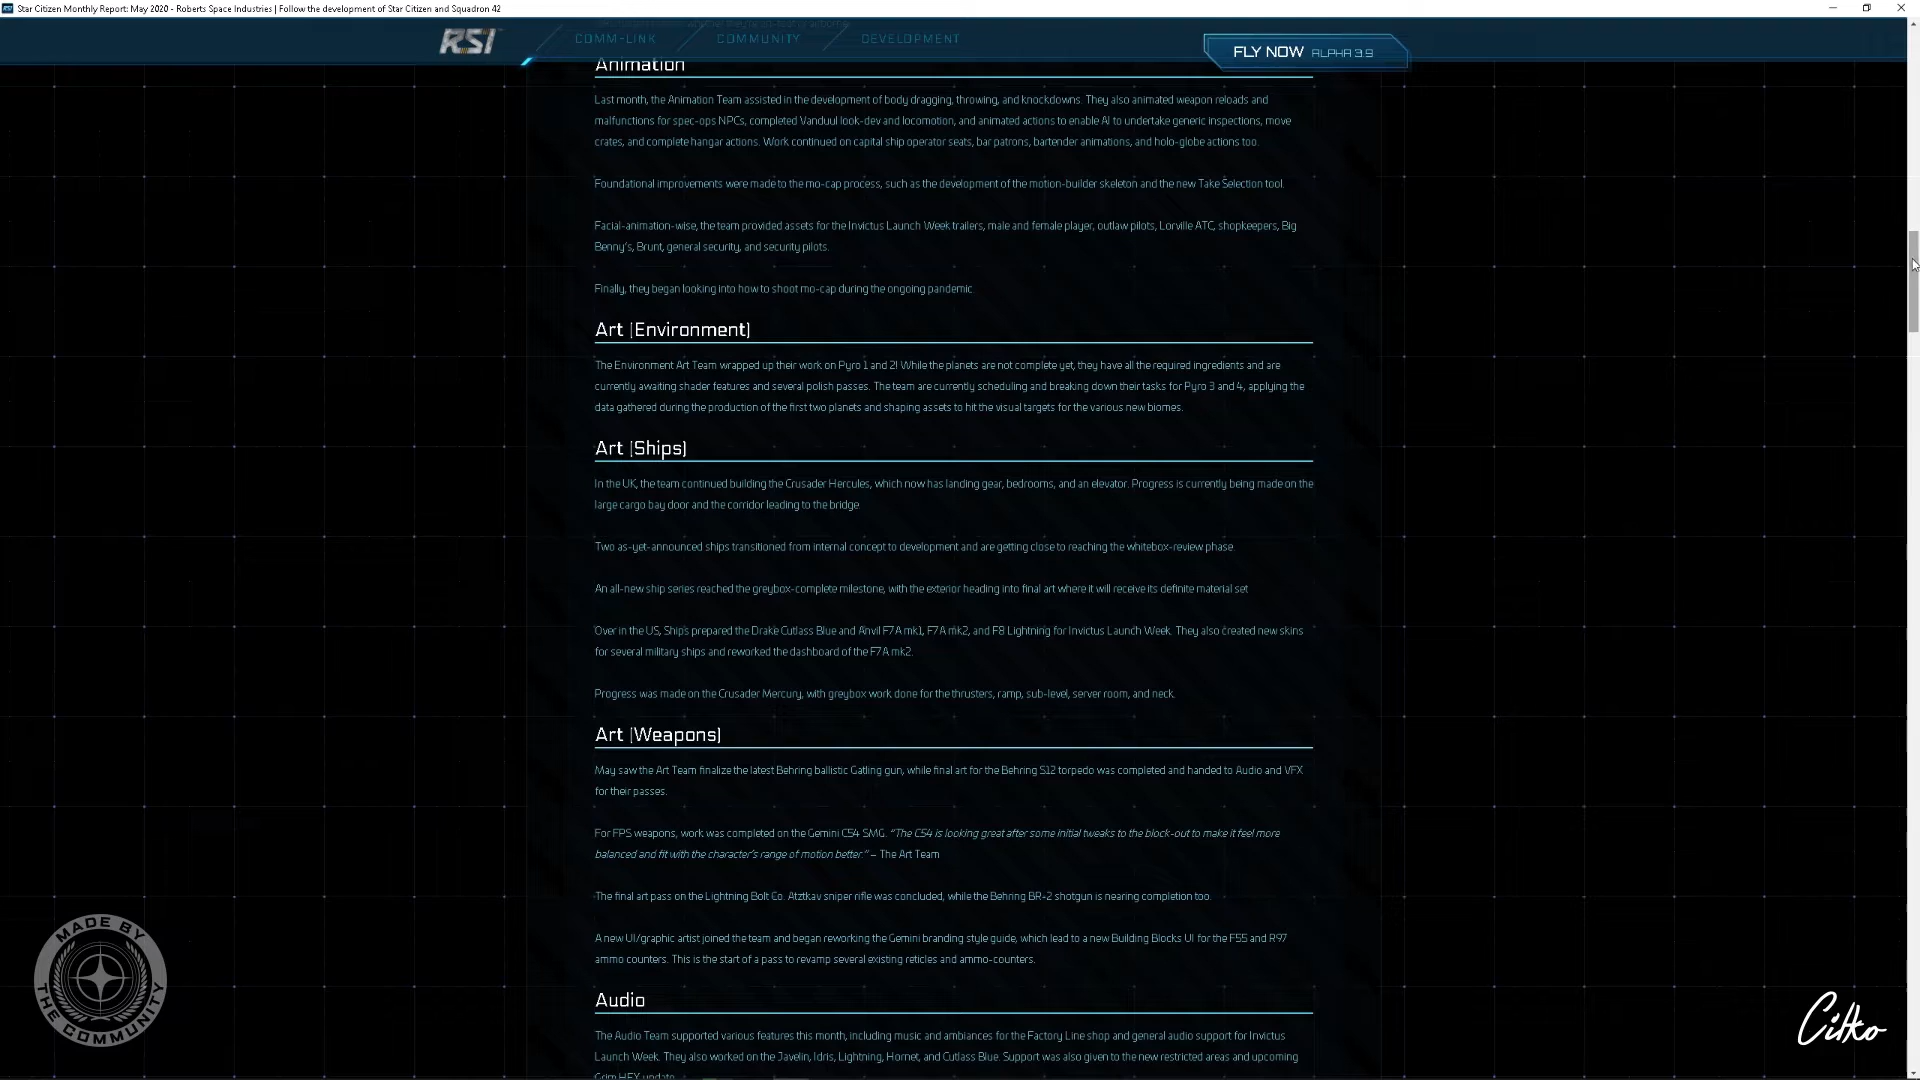 Star Citizen Monthly Report: May 2020 - Roberts Space Industries | Follow the development of Star Citizen and Squadron 42
RSI
COMM-LINK
COMMUNITY
DEVELOPMENT
FLY NOW ALPHA 3.9
Animation
Last month, the Animation Team assisted in the development of body dragging, throwing, and knockdowns. They also animated weapon reloads and
malfunctions for spec-ops NPCs, completed Vanduul look-dev and locomotion, and animated actions to enable AI to undertake generic inspections, move
crates, and complete hangar actions. Work continued on capital ship operator seats, bar patrons, bartender animations, and holo-globe actions too.
Foundational improvements were made to the mo-cap process, such as the development of the motion-builder skeleton and the new Take Selection tool.
Facial-animation-wise, the team provided assets for the Invictus Launch Week trailers, male and female player, outlaw pilots, Lorville ATC, shopkeepers, Big
Benny's, Brunt, general security, and security pilots.
Finally, they began looking into how to shoot mo-cap during the ongoing pandemic.
Art (Environment)
The Environment Art Team wrapped up their work on Pyro 1 and 2! While the planets are not complete yet, they have all the required ingredients and are
currently awaiting shader features and several polish passes. The team are currently scheduling and breaking down their tasks for Pyro 3 and 4, applying the
data gathered during the production of the first two planets and shaping assets to hit the visual targets for the various new biomes.
Art (Ships)
In the UK, the team continued building the Crusader Hercules, which now has landing gear, bedrooms, and an elevator. Progress is currently being made on the
large cargo bay door and the corridor leading to the bridge.
Two as-yet-announced ships transitioned from internal concept to development and are getting close to reaching the whitebox-review phase.
An all-new ship series reached the greybox-complete milestone, with the exterior heading into final art where it will receive its definite material set
Over in the US, Ships prepared the Drake Cutlass Blue and Anvil F7A mk1, F7A mk2, and F8 Lightning for Invictus Launch Week. They also created new skins
for several military ships and reworked the dashboard of the F7A mk2.
Progress was made on the Crusader Mercury, with greybox work done for the thrusters, ramp, sub-level, server room, and neck.
Art (Weapons)
May saw the Art Team finalize the latest Behring ballistic Gatling gun, while final art for the Behring S12 torpedo was completed and handed to Audio and VFX
for their passes.
For FPS weapons, work was completed on the Gemini C54 SMG. "The C54 is looking great after some initial tweaks to the block-out to make it feel more
balanced and fit with the character's range of motion better." – The Art Team
The final art pass on the Lightning Bolt Co. Atztkav sniper rifle was concluded, while the Behring BR-2 shotgun is nearing completion too.
A new UI/graphic artist joined the team and began reworking the Gemini branding style guide, which lead to a new Building Blocks UI for the F55 and R97
ammo counters. This is the start of a pass to revamp several existing reticles and ammo-counters.
Audio
The Audio Team supported various features this month, including music and ambiances for the Factory Line shop and general audio support for Invictus
Launch Week. They also worked on the Javelin, Idris, Lightning, Hornet, and Cutlass Blue. Support was also given to the new restricted areas and upcoming
Grim HEX update.
MADE BY
THE COMMUNITY
Citko